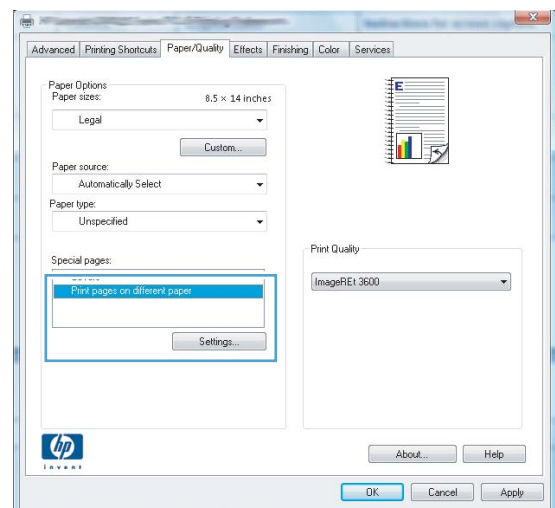 Advanced Printing Shortcuts Paper/Quality Effects Finishing Color Services
Paper Options
Paper sizes: 8.5 × 14 inches
Legal
Custom...
Paper source:
Automatically Select
Paper type:
Unspecified
Special pages:
Print pages on different paper
Settings...
E
Print Quality
ImageREt 3600
hp
invent
About... Help
OK Cancel Apply